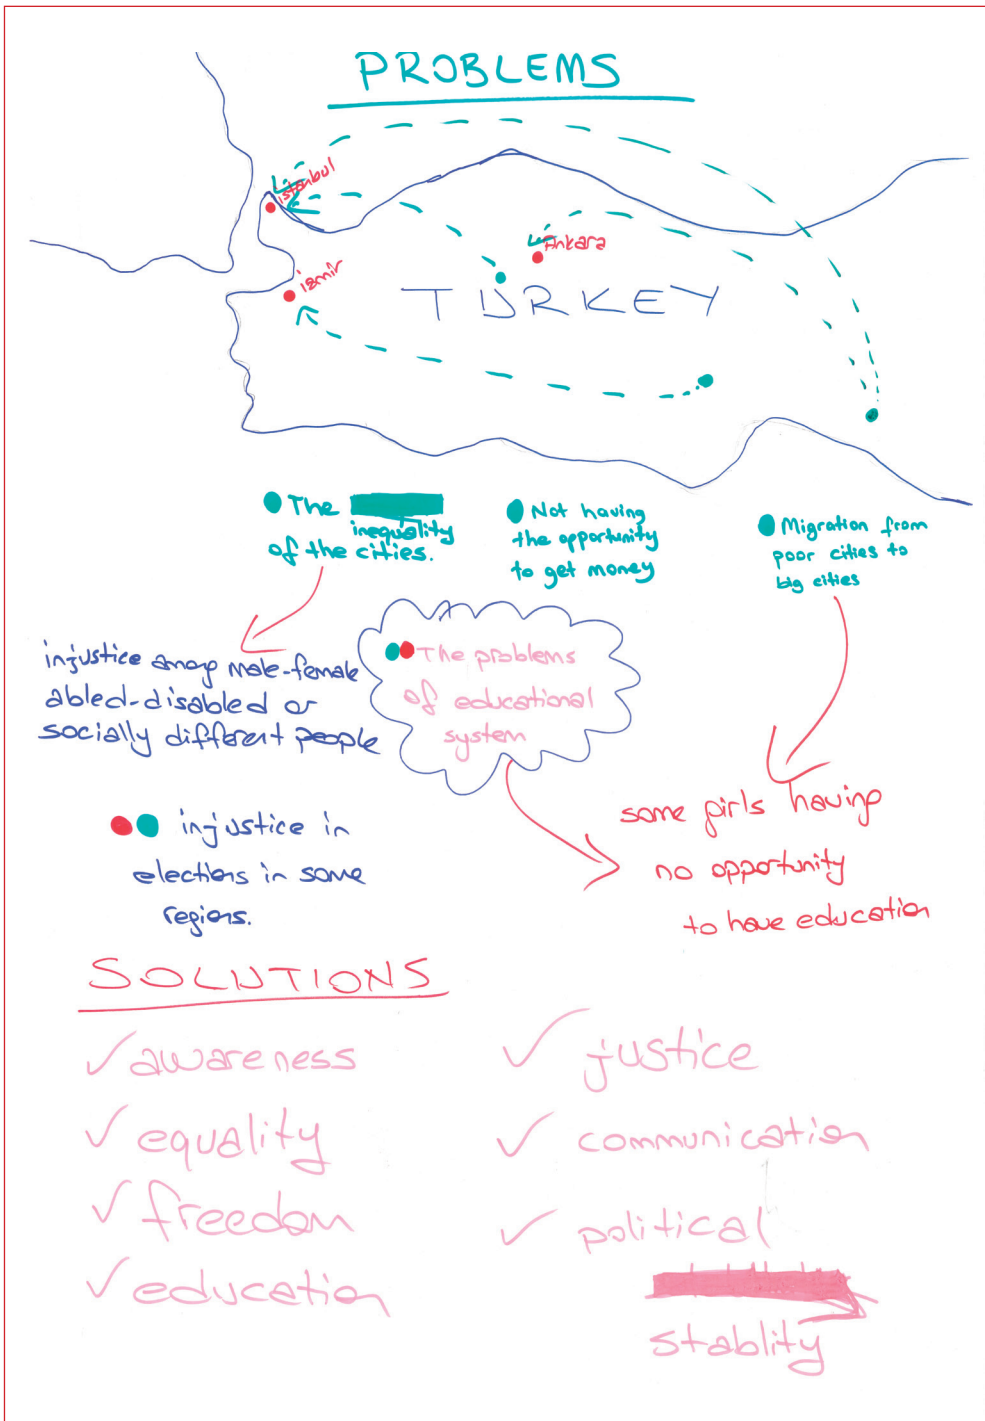 PROBLEMS
istanbul
Ankara
izmir
TURKEY
The
inequality
of the cities.
Not having
the opportunity
to get money
Migration from
poor cities to
big cities
injustice among male-female
abled-disabled or
socially different people
The problems
of educational
system
injustice in
elections in some
regions.
some girls having
no opportunity
to have education
SOLUTIONS
✓ awareness
✓ equality
✓ freedom
✓ education
✓ justice
✓ communication
✓ political
stablity